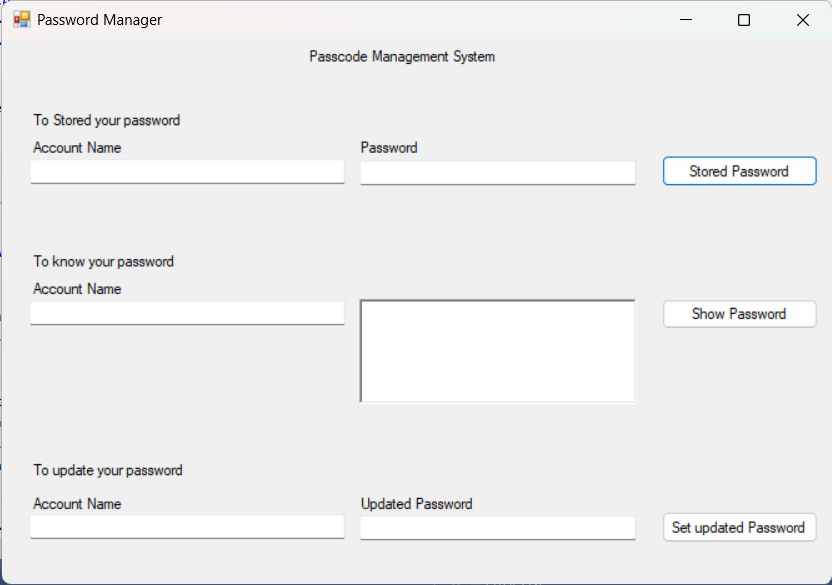 Password Manager
Passcode Management System
To Stored your password
Account Name Password
Stored Password
To know your password
Account Name
Show Password
To update your password
Account Name Updated Password
Set updated Password